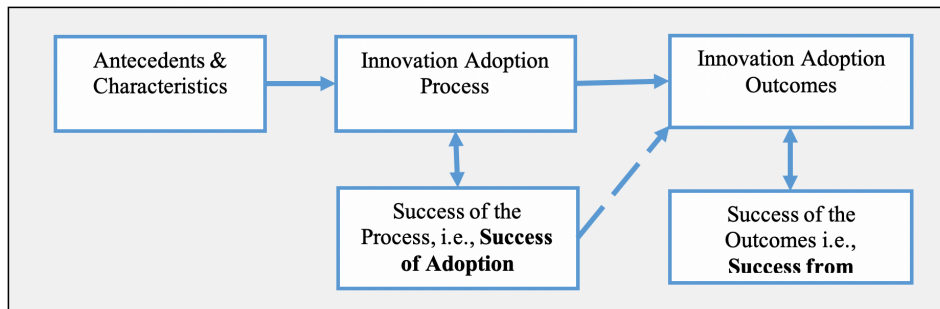 Antecedents &
Characteristics
Innovation Adoption
Process
Innovation Adoption
Outcomes
Success of the
Process, i.e., Success
of Adoption
Success of the
Outcomes i.e.,
Success from